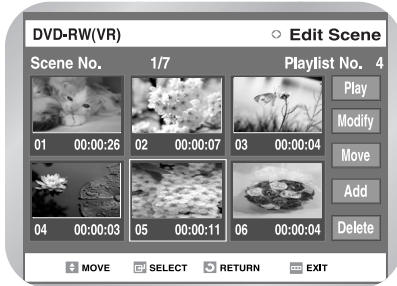 DVD-RW(VR) Edit Scene
Scene No. 1/7 Playlist No. 4
Play
Modify
01 00:00:26 02 00:00:07 03 00:00:04
Move
Add
Delete
04 00:00:03 05 00:00:11 06 00:00:04
MOVE SELECT RETURN EXIT